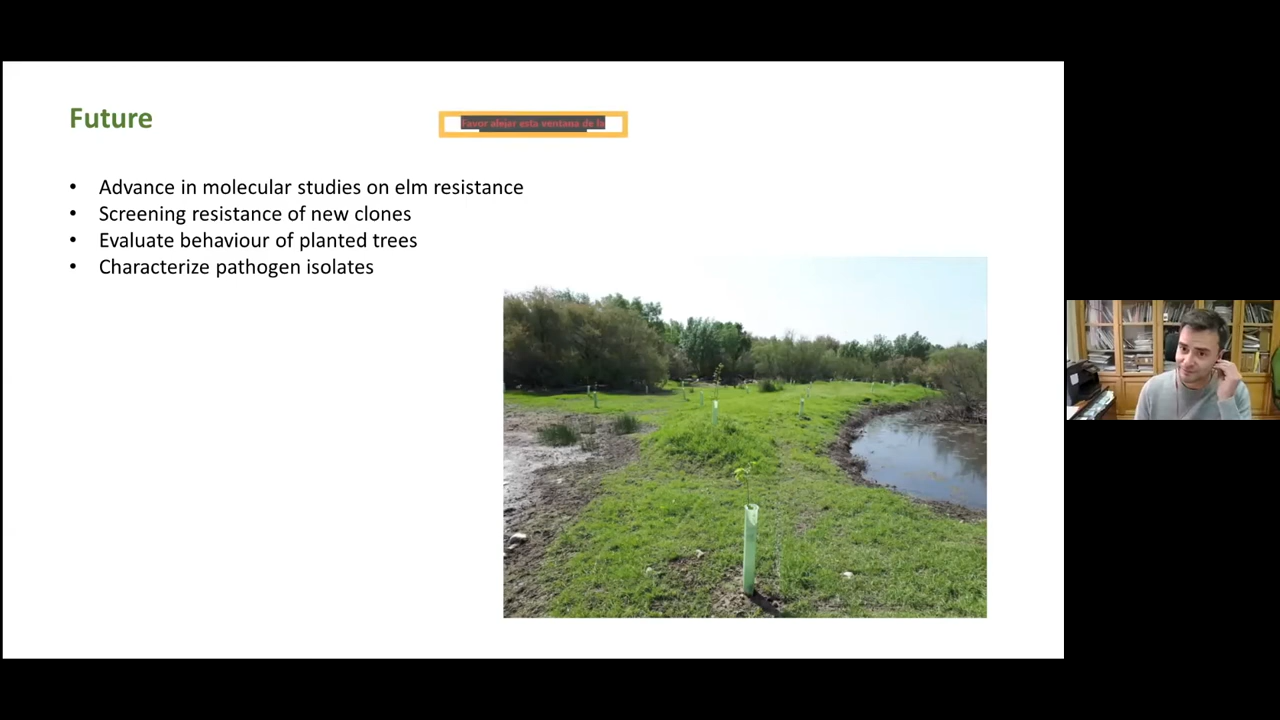 Future
Favor alejar esta ventana de la
• Advance in molecular studies on elm resistance
• Screening resistance of new clones
• Evaluate behaviour of planted trees
• Characterize pathogen isolates